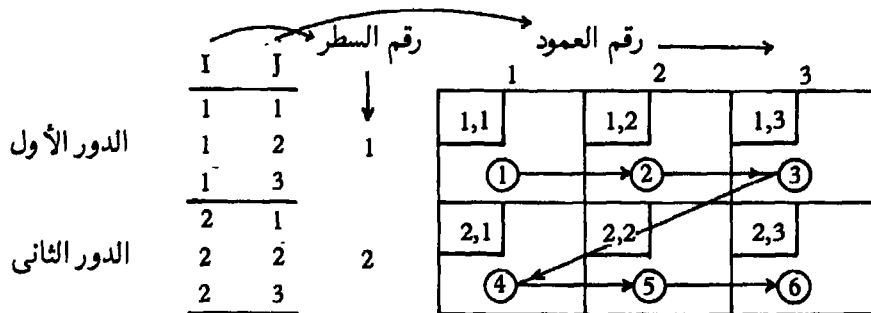 رقم السطر رقم العمود
I J 1 2 3
1 1 1,1 1,2 1,3
الدور الأول 1 2 1
1 3 ① ② ③
2 1 2,1 2,2 2,3
الدور الثانى 2 2 2
2 3 ④ ⑤ ⑥